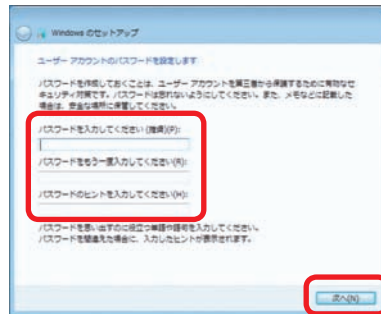 Windows のセットアップ
ユーザー アカウントのパスワードを設定します
パスワードを作成しておくことは、ユーザー アカウントを第三者から保護するために有効なセ
キュリティ対策です。パスワードは忘れないようにしてください。また、メモなどに記載した
場合は、安全な場所に保管してください。
パスワードを入力してください (推奨)(P):
パスワードをもう一度入力してください(R):
パスワードのヒントを入力してください(H):
パスワードを思い出すのに役立つ単語や語句を入力してください。
パスワードを間違えた場合に、入力したヒントが表示されます。
次へ(N)